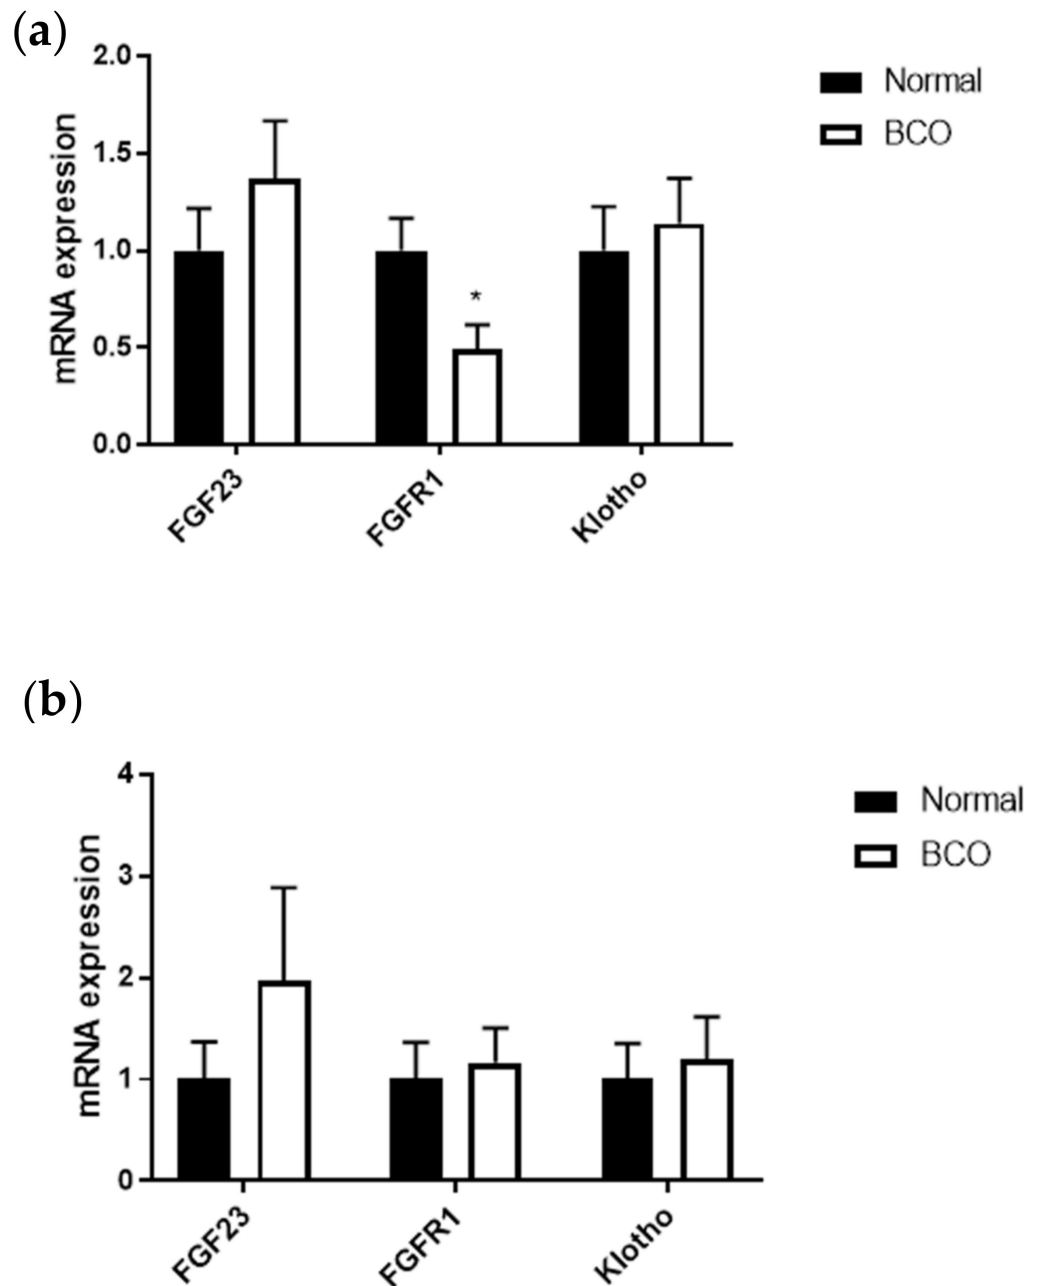 (a)
2.0
1.5
1.0
0.5
0.0
mRNA expression
*
FGF23
FGFR1
Klotho
Normal
BCO
(b)
4
3
2
1
0
mRNA expression
FGF23
FGFR1
Klotho
Normal
BCO